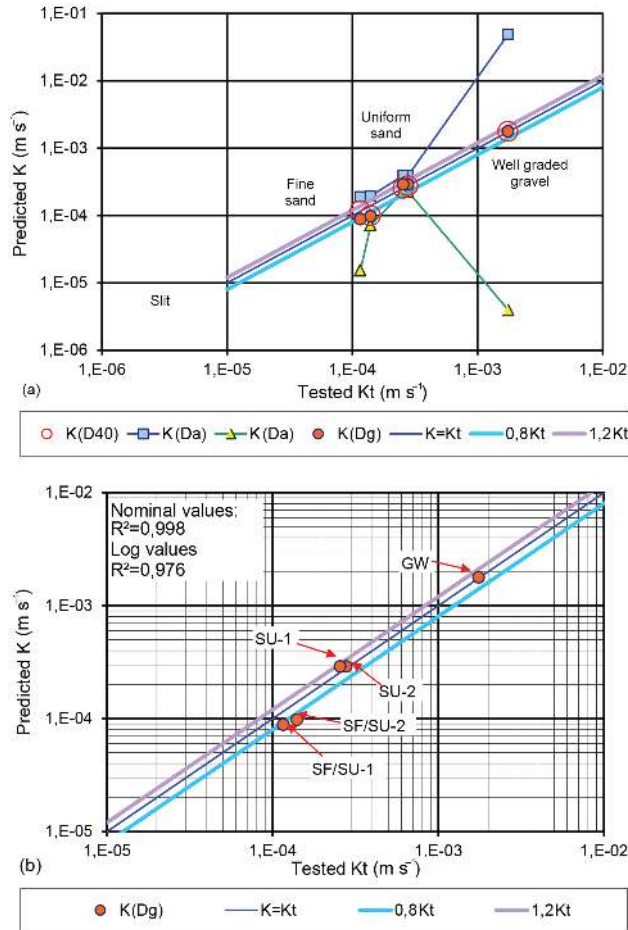 1,E-01
1,E-02
1,E-03
1,E-04
1,E-05
1,E-06
Predicted K (m s⁻¹)
Uniform
sand
Fine
sand
Well graded
gravel
Slit
1,E-06 1,E-05 1,E-04 1,E-03 1,E-02
(a)
Tested Kt (m s⁻¹)
K(D40) K(Da) K(Da) K(Dg) K=Kt 0,8Kt 1,2Kt
1,E-02
1,E-03
1,E-04
1,E-05
Predicted K (m s⁻¹)
Nominal values:
R²=0,998
Log values
R²=0,976
GW
SU-1
SU-2
SF/SU-2
SF/SU-1
1,E-05 1,E-04 1,E-03 1,E-02
(b)
Tested Kt (m s⁻¹)
K(Dg) K=Kt 0,8Kt 1,2Kt